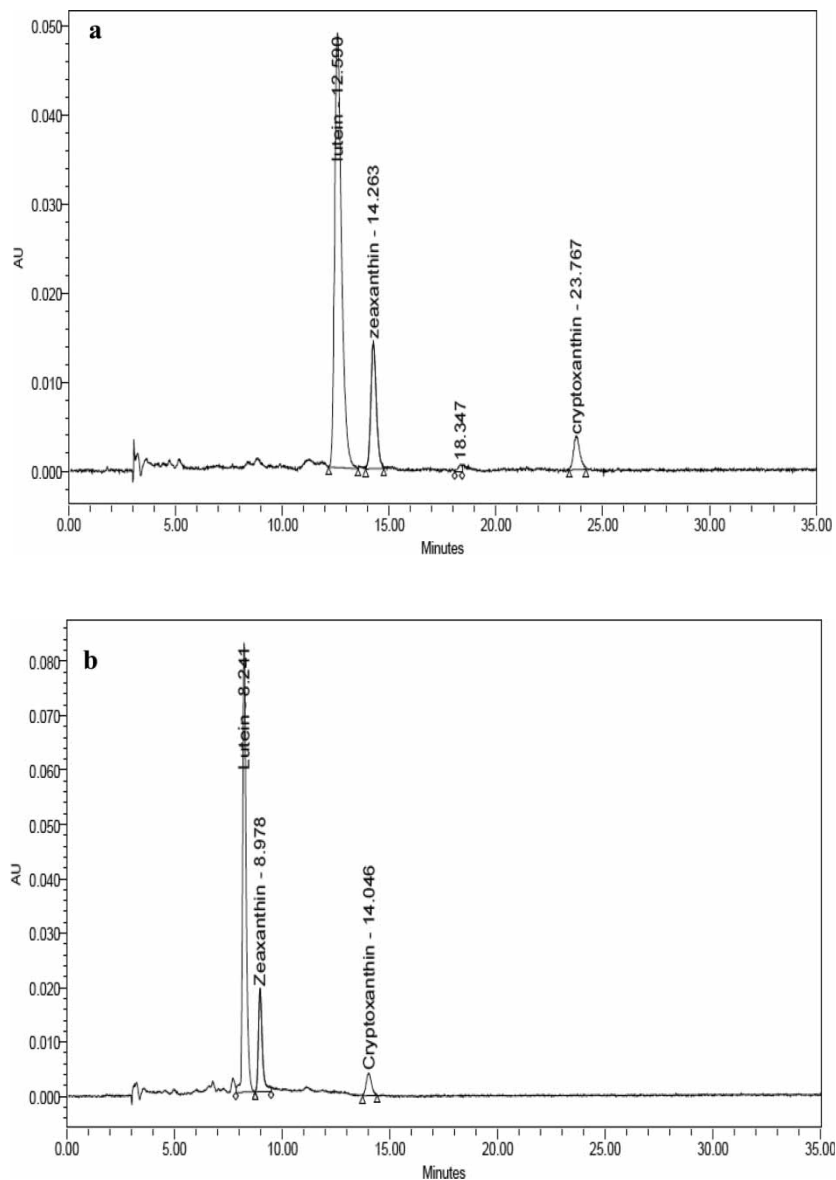 a
0.050
0.040
0.030
0.020
0.010
0.000
AU
lutein - 12.590
zeaxanthin - 14.263
18.347
cryptoxanthin - 23.767
0.00 5.00 10.00 15.00 20.00 25.00 30.00 35.00
Minutes
b
0.080
0.070
0.060
0.050
0.040
0.030
0.020
0.010
0.000
AU
Lutein - 8.241
Zeaxanthin - 8.978
Cryptoxanthin - 14.046
0.00 5.00 10.00 15.00 20.00 25.00 30.00 35.00
Minutes